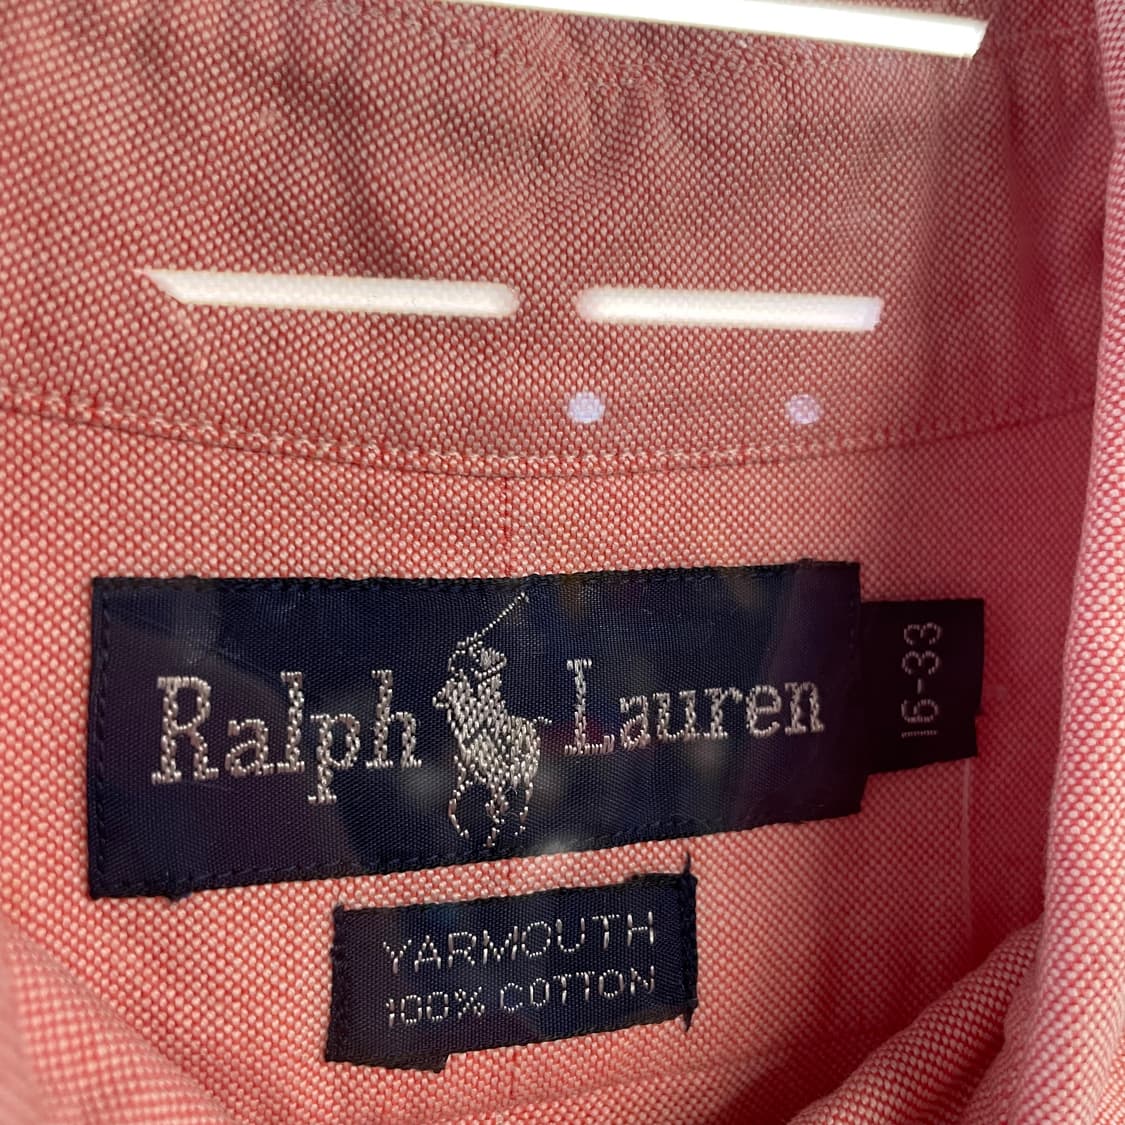 Ralph Lauren
16-33
YARMOUTH
100% COTTON